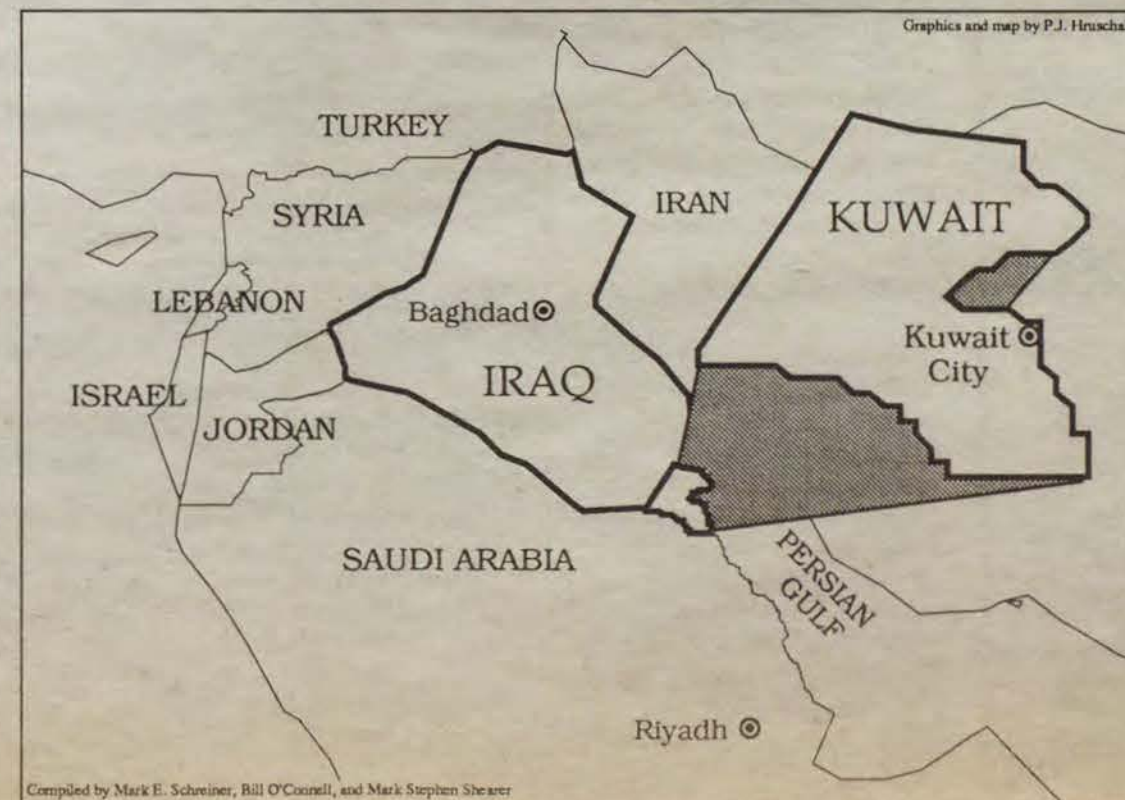 Graphics and map by P.J. Hruscha
TURKEY
SYRIA
IRAN
KUWAIT
LEBANON
Baghdad
Kuwait
City
ISRAEL
IRAQ
JORDAN
SAUDI ARABIA
PERSIAN
GULF
Riyadh
Compiled by Mark E. Schreiner, Bill O'Connell, and Mark Stephen Shearer